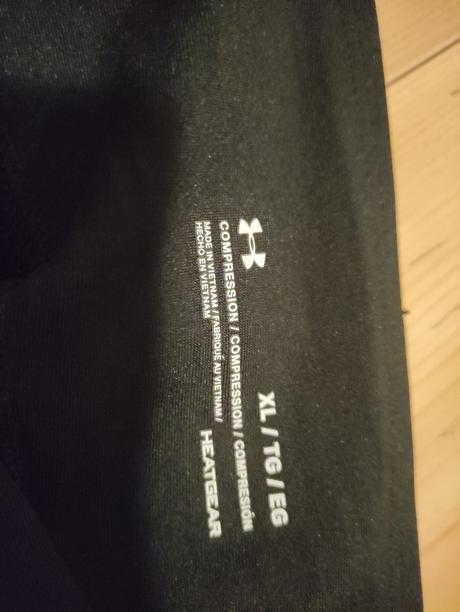 XL / TG / EG
COMPRESSION / COMPRESSION / COMPRESIÓN
MADE IN VIETNAM / FABRIQUÉ AU VIETNAM /
HECHO EN VIETNAM
HEATGEAR